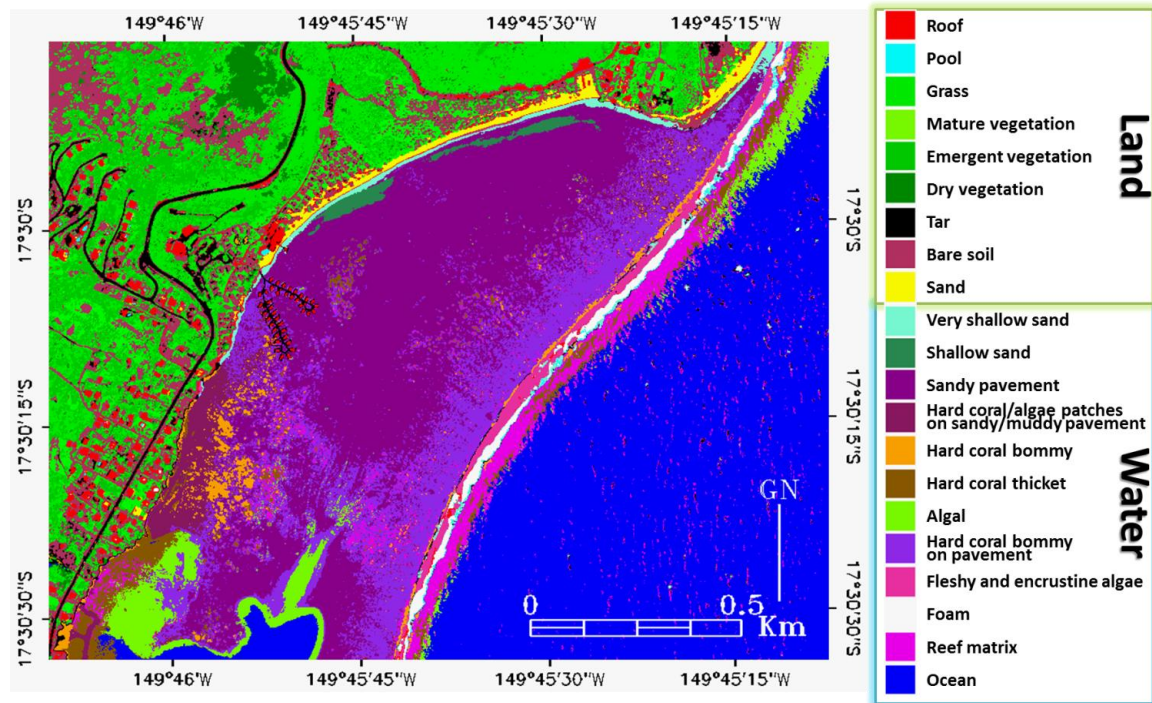 149°46'W 149°45'45''W 149°45'30''W 149°45'15''W
17°30'S
17°30'15''S
17°30'30''S
17°30'S
17°30'15''S
17°30'30''S
GN
0 0.5
Km
149°46'W 149°45'45''W 149°45'30''W 149°45'15''W
Roof
Pool
Grass
Mature vegetation
Emergent vegetation
Dry vegetation
Tar
Bare soil
Sand
Land
Very shallow sand
Shallow sand
Sandy pavement
Hard coral/algae patches
on sandy/muddy pavement
Hard coral bommy
Hard coral thicket
Algal
Hard coral bommy
on pavement
Fleshy and encrustine algae
Foam
Reef matrix
Ocean
Water